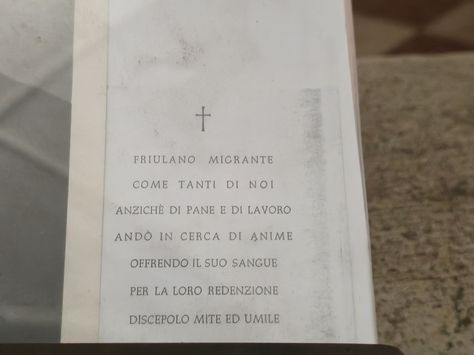 FRIULANO MIGRANTE
COME TANTI DI NOI
ANZICHÈ DI PANE E DI LAVORO
ANDÒ IN CERCA DI ANIME
OFFRENDO IL SUO SANGUE
PER LA LORO REDENZIONE
DISCEPOLO MITE ED UMILE